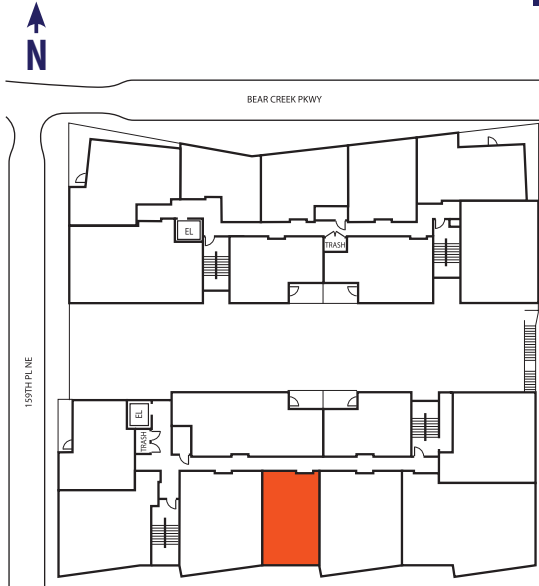 N
BEAR CREEK PKWY
EL
TRASH
159TH PL NE
EL
TRASH